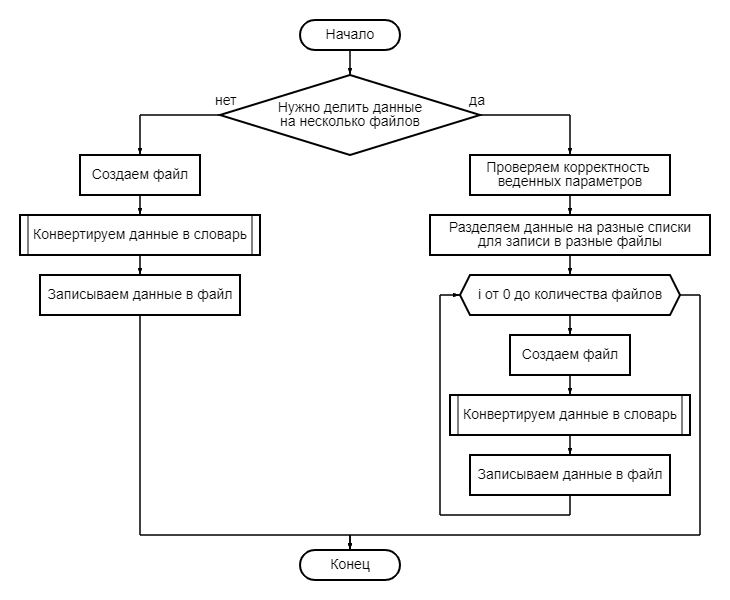 Начало
нет
да
Нужно делить данные
на несколько файлов
Создаем файл
Проверяем корректность
веденных параметров
Конвертируем данные в словарь
Разделяем данные на разные списки
для записи в разные файлы
Записываем данные в файл
i от 0 до количества файлов
Создаем файл
Конвертируем данные в словарь
Записываем данные в файл
Конец